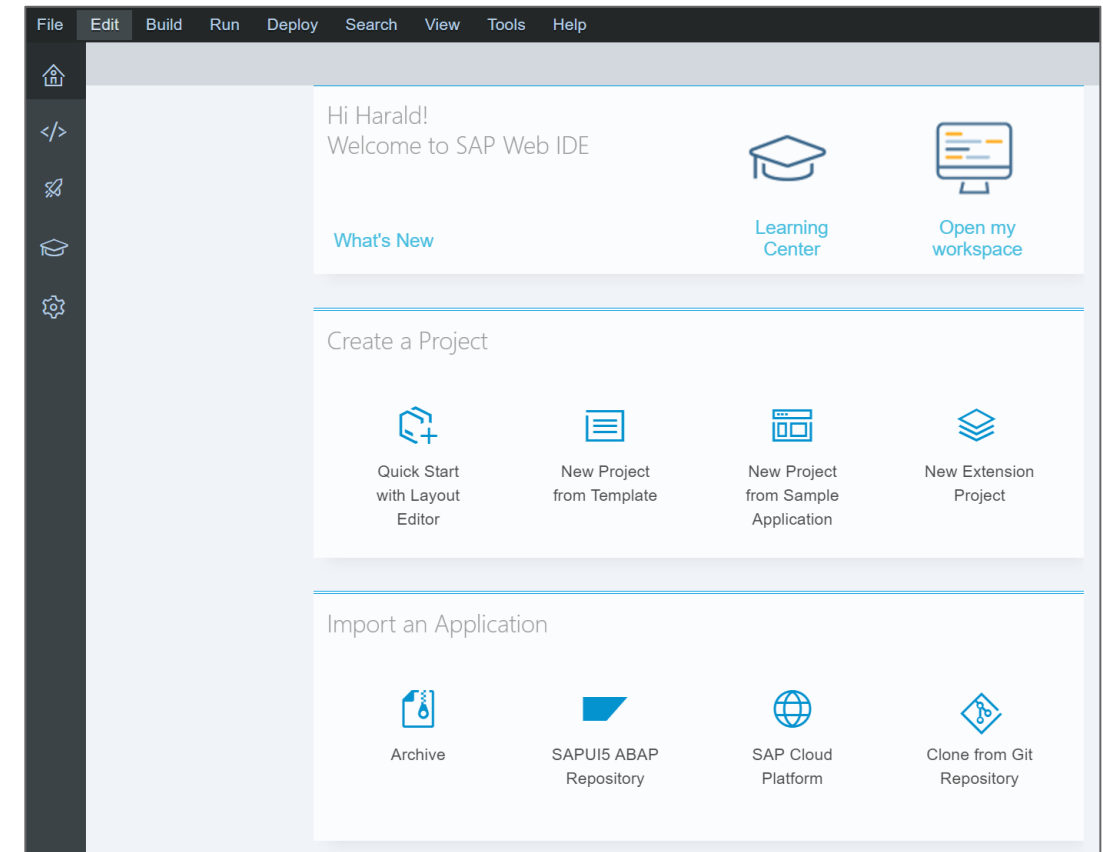 File Edit Build Run Deploy Search View Tools Help
Hi Harald!
Welcome to SAP Web IDE
What's New
Learning
Center
Open my
workspace
Create a Project
Quick Start
with Layout
Editor
New Project
from Template
New Project
from Sample
Application
New Extension
Project
Import an Application
Archive
SAPUI5 ABAP
Repository
SAP Cloud
Platform
Clone from Git
Repository